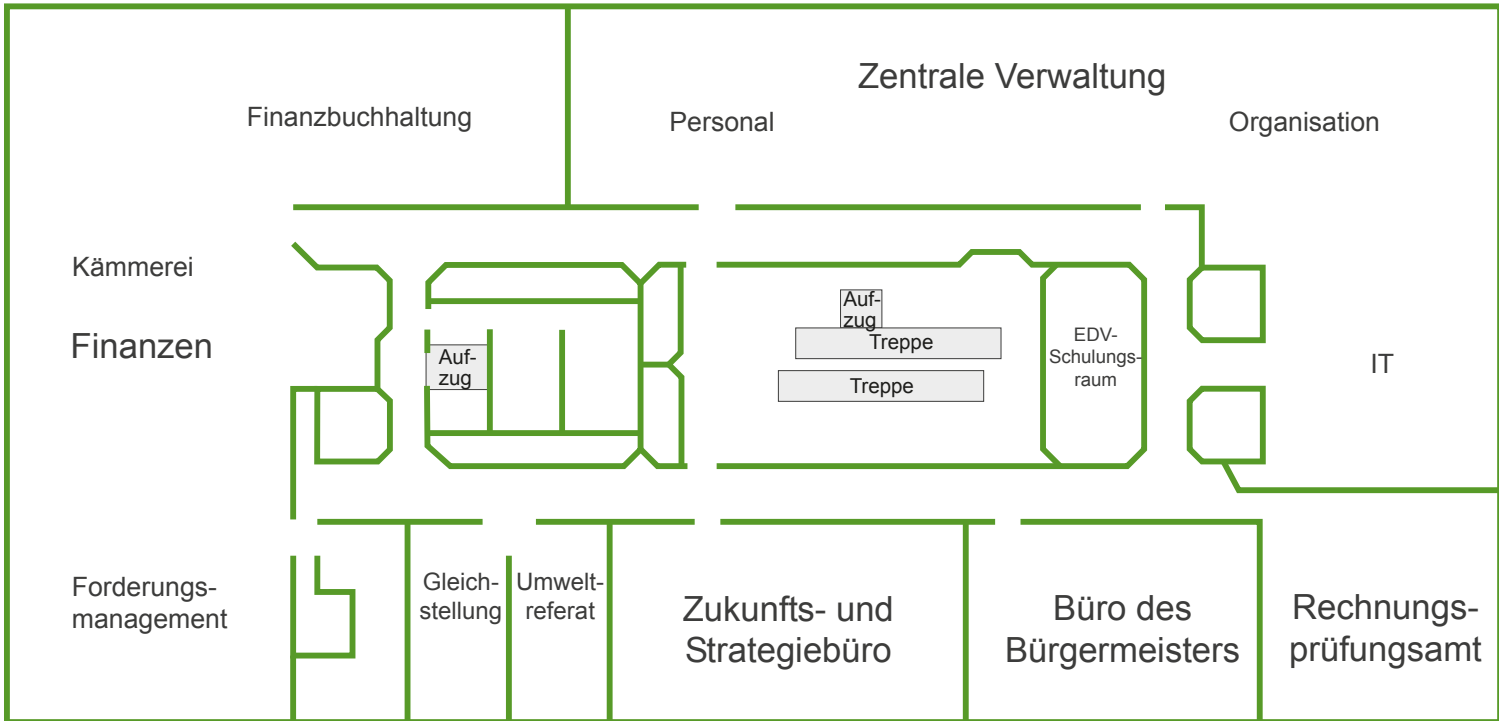 Zentrale Verwaltung
Finanzbuchhaltung
Personal
Organisation
Kämmerei
Finanzen
Auf-
zug
Auf-
zug
Treppe
Treppe
EDV-
Schulungs-
raum
IT
Forderungs-
management
Gleich-
stellung
Umwelt-
referat
Zukunfts- und
Strategiebüro
Büro des
Bürgermeisters
Rechnungs-
prüfungsamt